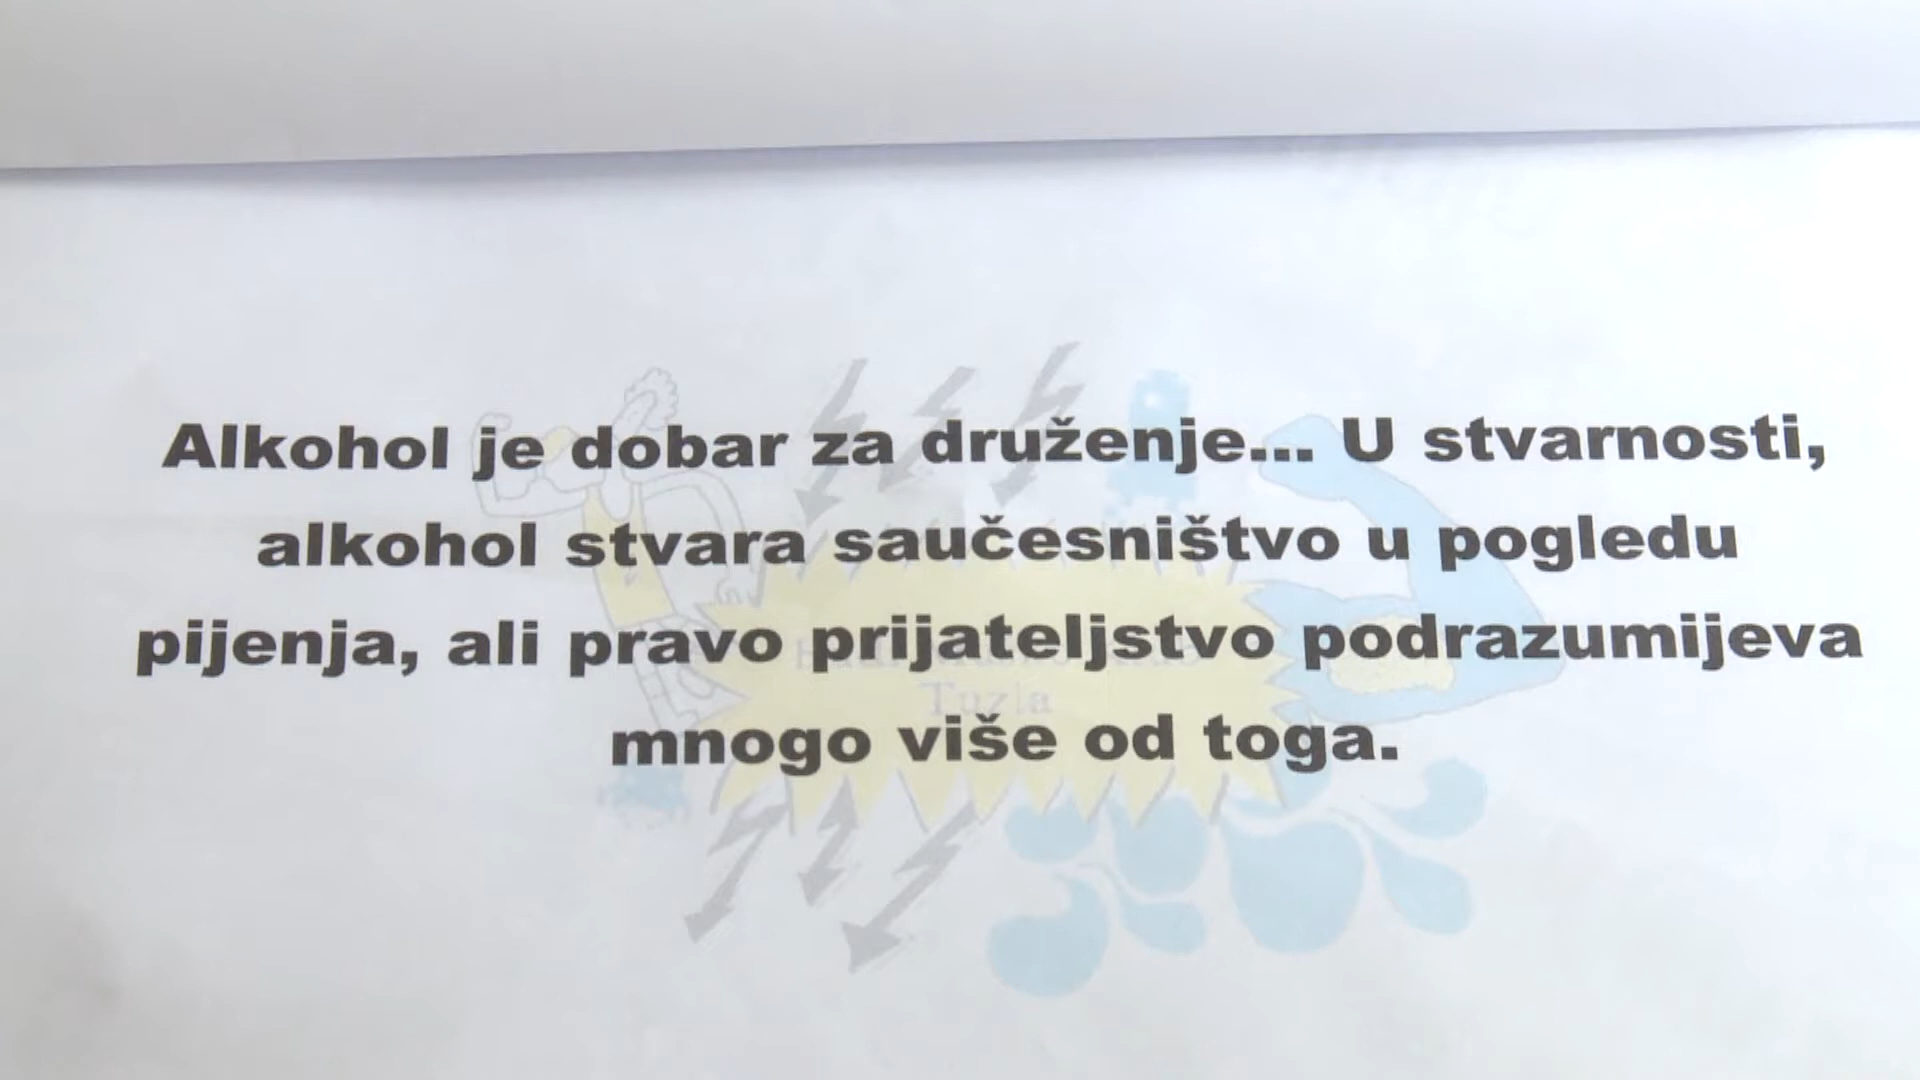 Alkohol je dobar za druženje... U stvarnosti,
alkohol stvara saučesništvo u pogledu
pijenja, ali pravo prijateljstvo podrazumijeva
mnogo više od toga.
Tuzla